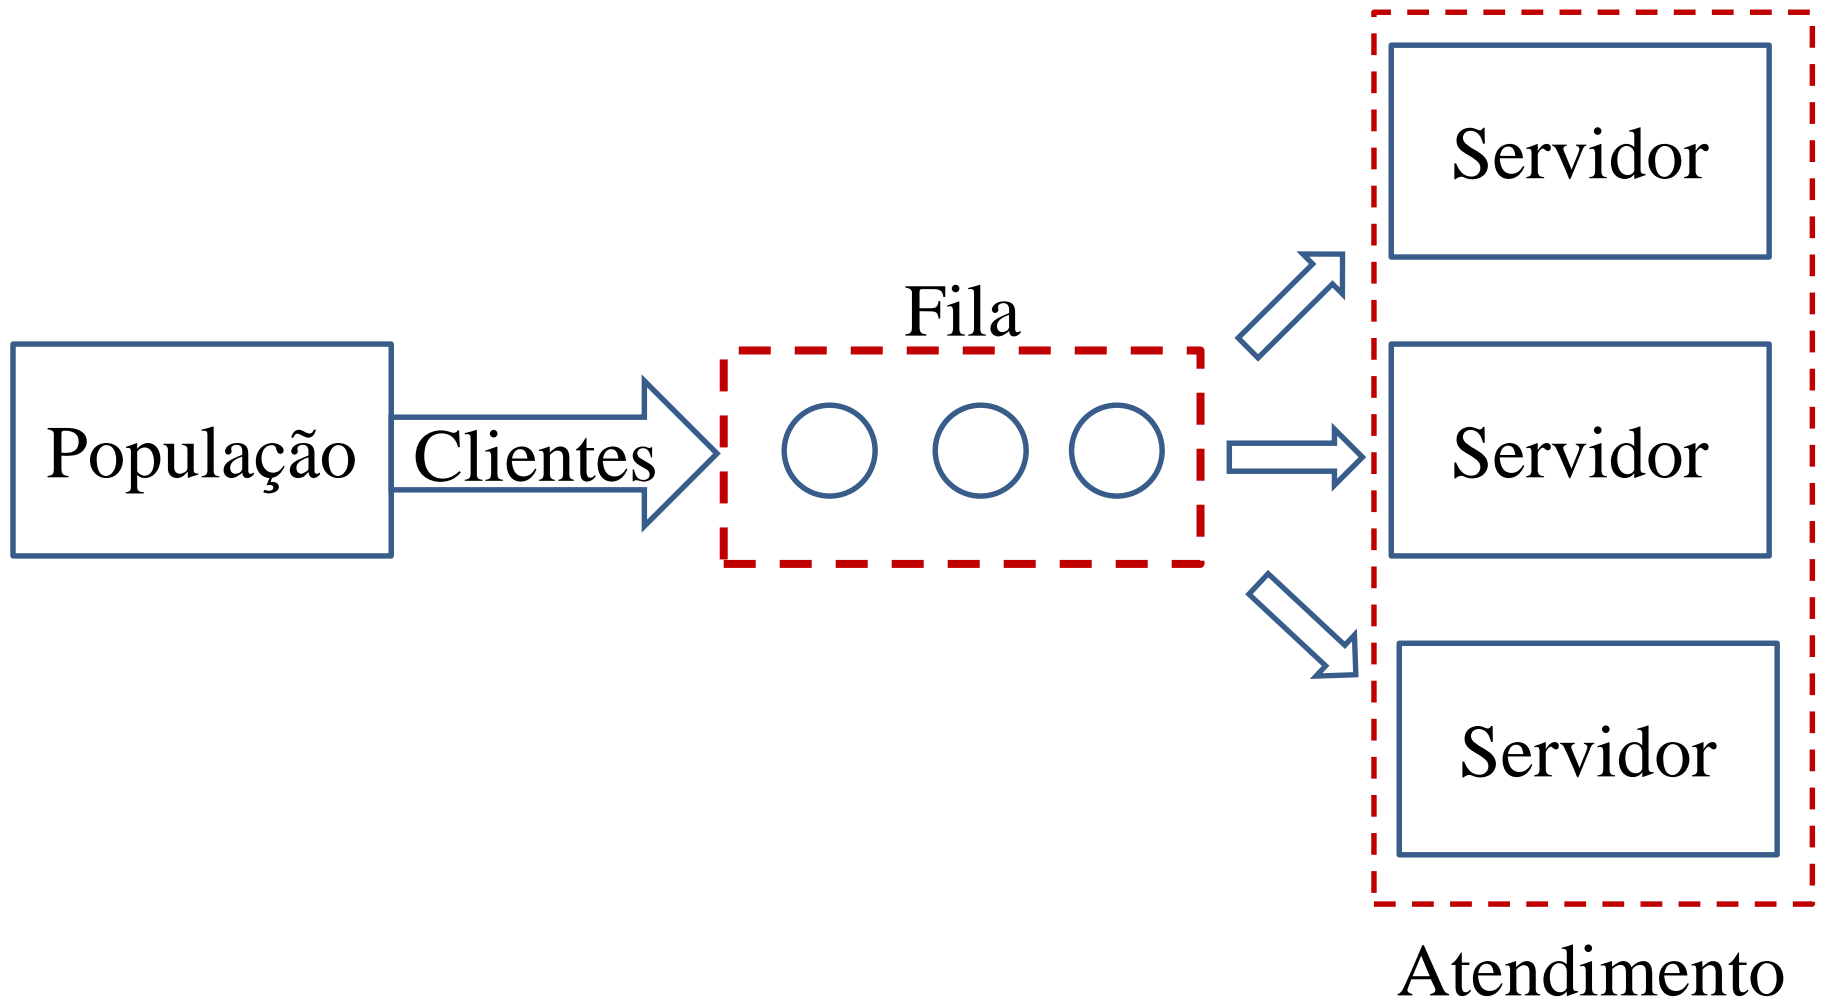 População
Clientes
Fila
Servidor
Servidor
Servidor
Atendimento